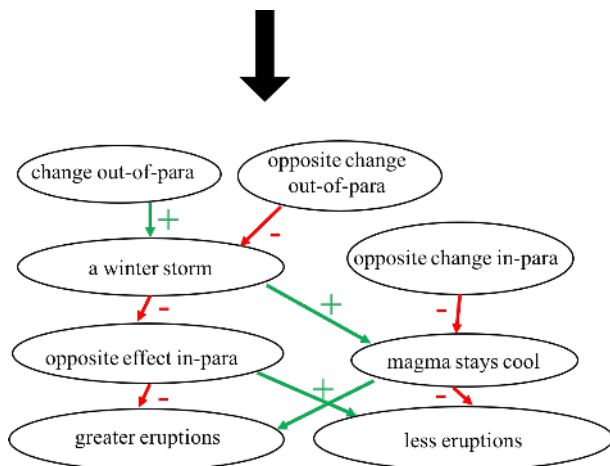 change out-of-para
opposite change
out-of-para
+
-
a winter storm
opposite change in-para
-
+
-
opposite effect in-para
magma stays cool
-
+
-
greater eruptions
less eruptions